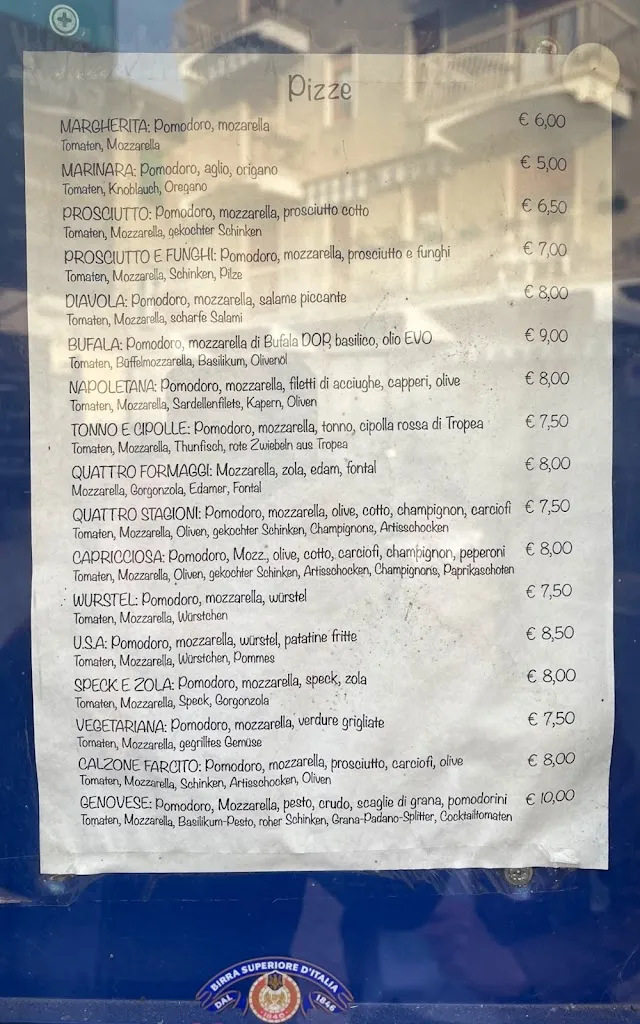 Pizze
MARGHERITA: Pomodoro, mozarella € 6,00
Tomaten, Mozzarella
MARINARA: Pomodoro, aglio, origano € 5,00
Tomaten, Knoblauch, Oregano
PROSCIUTTO: Pomodoro, mozzarella, prosciutto cotto € 6,50
Tomaten, Mozzarella, gekochter Schinken
PROSCIUTTO E FUNGHI: Pomodoro, mozzarella, prosciutto e funghi € 7,00
Tomaten, Mozzarella, Schinken, Pilze
DIAVOLA: Pomodoro, mozzarella, salame piccante € 8,00
Tomaten, Mozzarella, scharfe Salami
BUFALA: Pomodoro, mozzarella di Bufala DOP, basilico, olio EVO € 9,00
Tomaten, Büffelmozzarella, Basilikum, Olivenöl
NAPOLETANA: Pomodoro, mozzarella, filetti di acciughe, capperi, olive € 8,00
Tomaten, Mozzarella, Sardellenfilets, Kapern, Oliven
TONNO E CIPOLLE: Pomodoro, mozzarella, tonno, cipolla rossa di Tropea € 7,50
Tomaten, Mozzarella, Thunfisch, rote Zwiebeln aus Tropea
QUATTRO FORMAGGI: Mozzarella, zola, edam, fontal € 8,00
Mozzarella, Gorgonzola, Edamer, Fontal
QUATTRO STAGIONI: Pomodoro, mozzarella, olive, cotto, champignon, carciofi € 7,50
Tomaten, Mozzarella, Oliven, gekochter Schinken, Champignons, Artisschocken
CAPRICCIOSA: Pomodoro, Mozz., olive, cotto, carciofi, champignon, peperoni € 8,00
Tomaten, Mozzarella, Oliven, gekochter Schinken, Artisschocken, Champignons, Paprikaschoten
WURSTEL: Pomodoro, mozzarella, würstel € 7,50
Tomaten, Mozzarella, Würstchen
U.S.A: Pomodoro, mozzarella, würstel, patatine fritte € 8,50
Tomaten, Mozzarella, Würstchen, Pommes
SPECK E ZOLA: Pomodoro, mozzarella, speck, zola € 8,00
Tomaten, Mozzarella, Speck, Gorgonzola
VEGETARIANA: Pomodoro, mozzarella, verdure grigliate € 7,50
Tomaten, Mozzarella, gegrilltes Gemüse
CALZONE FARCITO: Pomodoro, mozzarella, prosciutto, carciofi, olive € 8,00
Tomaten, Mozzarella, Schinken, Artisschocken, Oliven
GENOVESE: Pomodoro, Mozzarella, pesto, crudo, scaglie di grana, pomodorini € 10,00
Tomaten, Mozzarella, Basilikum-Pesto, roher Schinken, Grana-Padano-Splitter, Cocktailtomaten
BIRRA SUPERIORE D'ITALIA
DAL 1846
1846